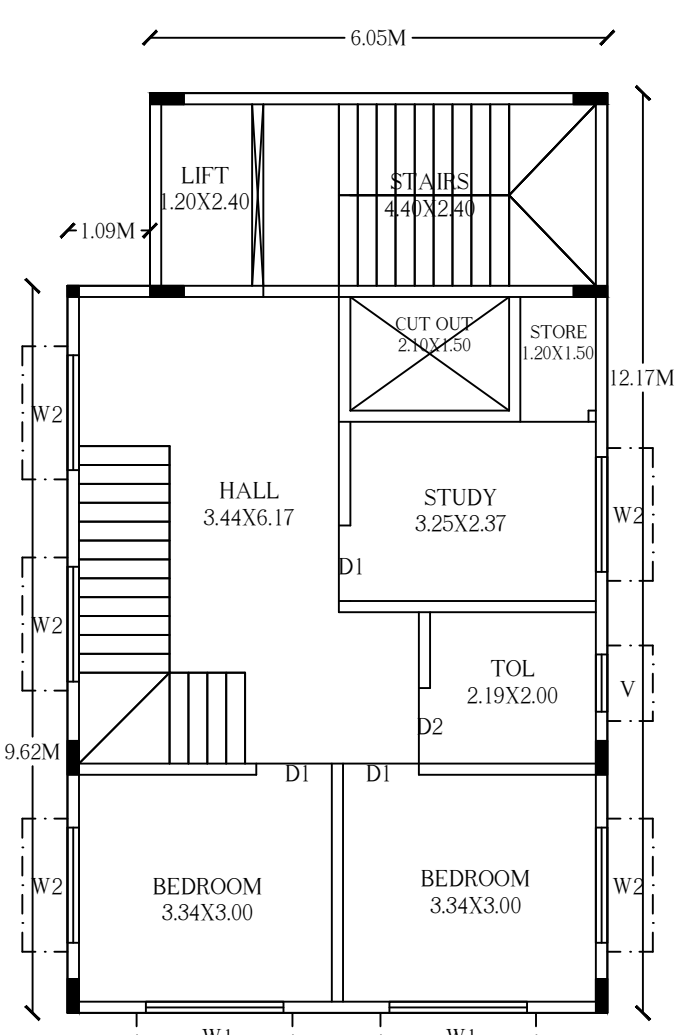 6.05M
LIFT
1.20X2.40
STAIRS
4.40X2.40
1.09M
CUT OUT
2.10X1.50
STORE
1.20X1.50
12.17M
W2
HALL
3.44X6.17
STUDY
3.25X2.37
W2
D1
W2
TOL
2.19X2.00
V
D2
9.62M
D1
D1
BEDROOM
3.34X3.00
BEDROOM
3.34X3.00
W2
W2
W1
W1